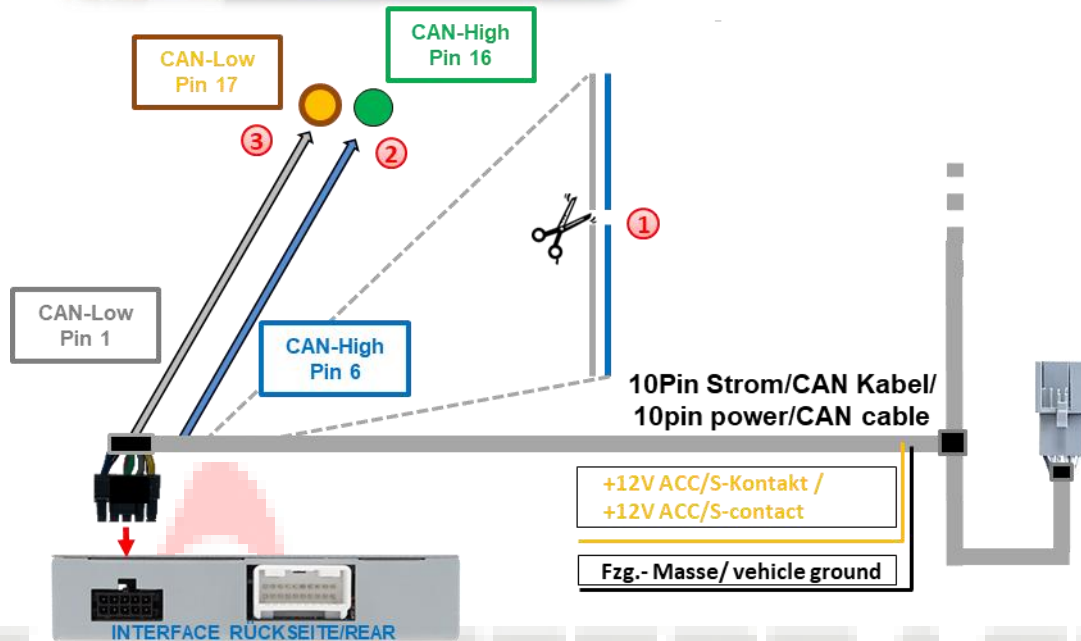 CAN-High
Pin 16
CAN-Low
Pin 17
3
2
1
CAN-Low
Pin 1
CAN-High
Pin 6
10Pin Strom/CAN Kabel/
10pin power/CAN cable
+12V ACC/S-Kontakt /
+12V ACC/S-contact
Fzg.- Masse/ vehicle ground
INTERFACE RÜCKSEITE/REAR